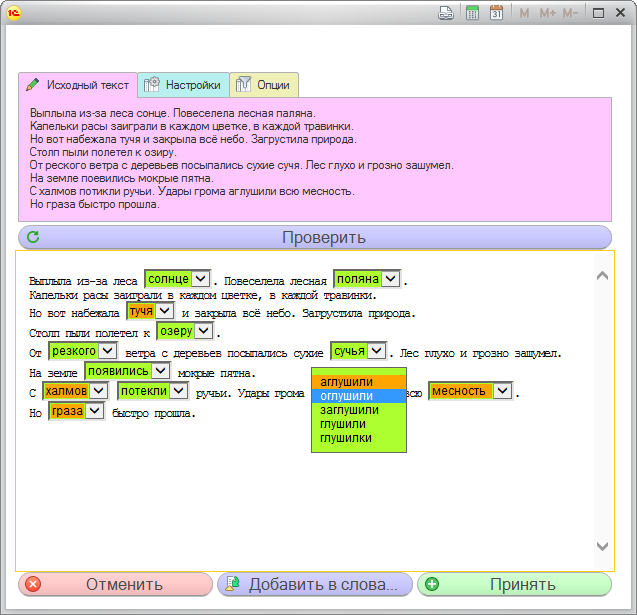 1С
31
M M+ M-
Исходный текст Настройки Опции
Выплыла из-за леса сонце. Повеселела лесная паляна.
Капельки расы заиграли в каждом цветке, в каждой травинки.
Но вот набежала тучя и закрыла всё небо. Загрустила природа.
Столп пыли полетел к озиру.
От реского ветра с деревьев посыпались сухие сучя. Лес глухо и грозно зашумел.
На земле поевились мокрые пятна.
С халмов потикли ручьи. Удары грома аглушили всю месность.
Но граза быстро прошла.
Проверить
Выплыла из-за леса солнце . Повеселела лесная поляна .
Капельки расы заиграли в каждом цветке, в каждой травинки.
Но вот набежала тучя и закрыла всё небо. Загрустила природа.
Столп пыли полетел к озеру .
От резкого ветра с деревьев посыпались сухие сучья . Лес глухо и грозно зашумел.
На земле появились мокрые пятна.
С халмов потекли ручьи. Удары грома всю месность .
аглушили
оглушили
заглушили
глушили
глушилки
Но граза быстро прошла.
Отменить Добавить в слова... Принять